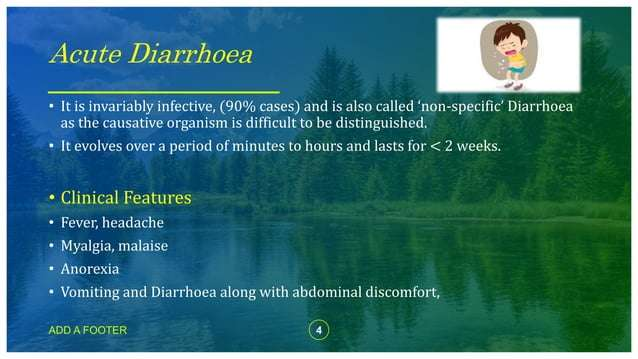 Acute Diarrhoea
• It is invariably infective, (90% cases) and is also called ‘non-specific’ Diarrhoea
as the causative organism is difficult to be distinguished.
• It evolves over a period of minutes to hours and lasts for < 2 weeks.
• Clinical Features
• Fever, headache
• Myalgia, malaise
• Anorexia
• Vomiting and Diarrhoea along with abdominal discomfort,
ADD A FOOTER
4